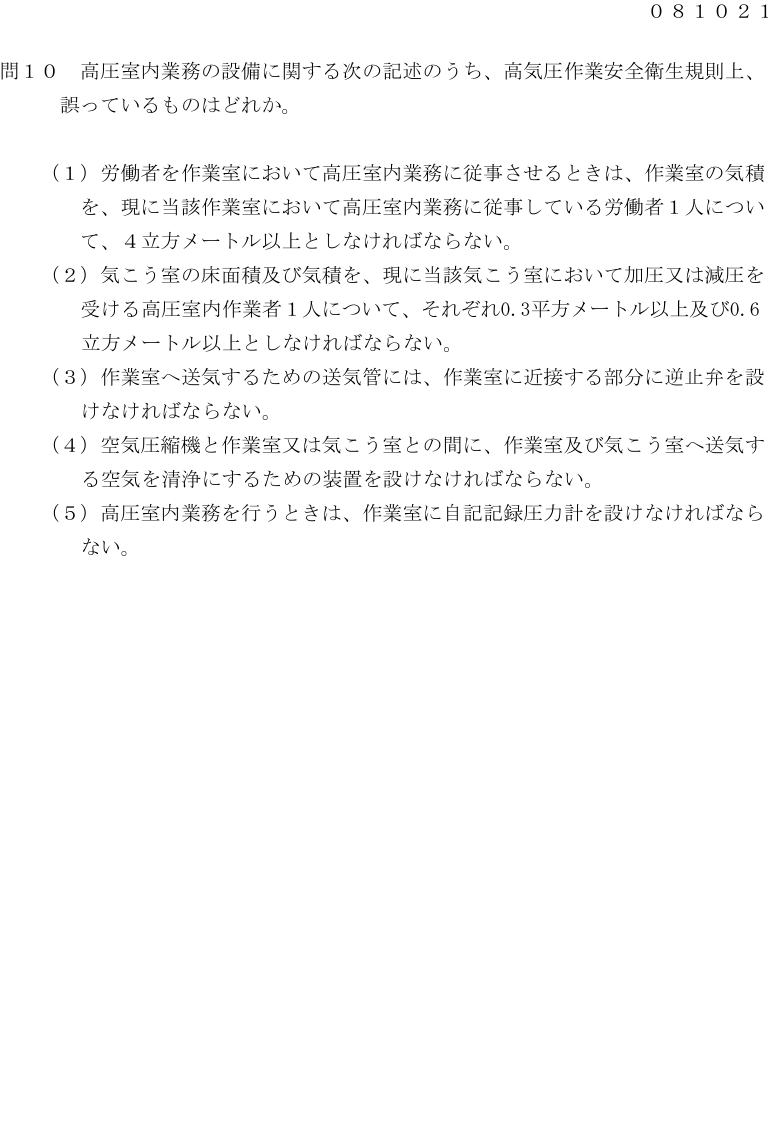 ０８１０２１
問１０　高圧室内業務の設備に関する次の記述のうち、高気圧作業安全衛生規則上、
誤っているものはどれか。
（１）労働者を作業室において高圧室内業務に従事させるときは、作業室の気積
を、現に当該作業室において高圧室内業務に従事している労働者１人につい
て、４立方メートル以上としなければならない。
（２）気こう室の床面積及び気積を、現に当該気こう室において加圧又は減圧を
受ける高圧室内作業者１人について、それぞれ0.3平方メートル以上及び0.6
立方メートル以上としなければならない。
（３）作業室へ送気するための送気管には、作業室に近接する部分に逆止弁を設
けなければならない。
（４）空気圧縮機と作業室又は気こう室との間に、作業室及び気こう室へ送気す
る空気を清浄にするための装置を設けなければならない。
（５）高圧室内業務を行うときは、作業室に自記記録圧力計を設けなければなら
ない。